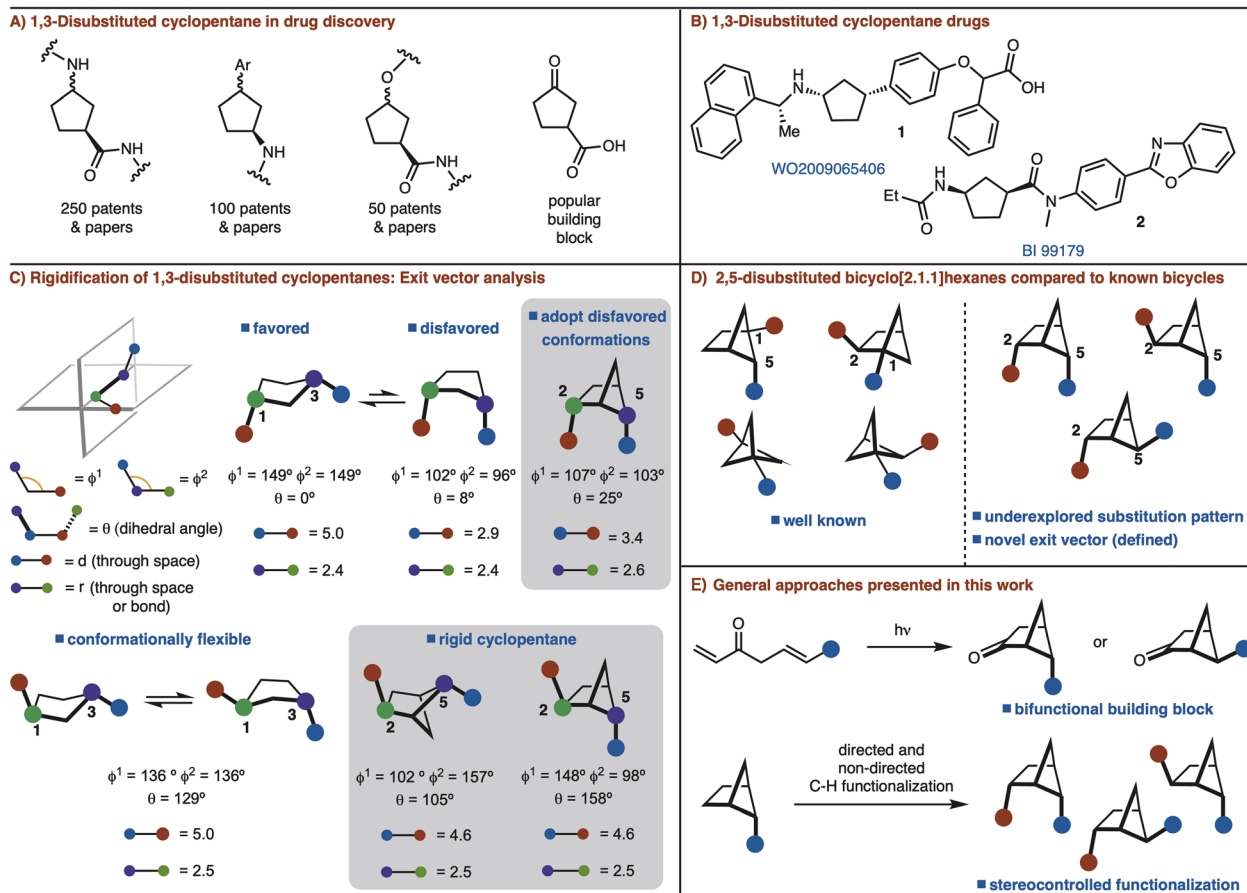 A) 1,3-Disubstituted cyclopentane in drug discovery
NH
O
NH
250 patents
& papers
Ar
NH
100 patents
& papers
O
O
NH
50 patents
& papers
O
O
OH
popular
building
block
B) 1,3-Disubstituted cyclopentane drugs
H
N
Me
O
O
OH
1
WO2009065406
Et
O
H
N
O
N
N
O
2
BI 99179
C) Rigidification of 1,3-disubstituted cyclopentanes: Exit vector analysis
= ϕ1
= ϕ2
= θ (dihedral angle)
= d (through space)
= r (through space
or bond)
favored
1
3
ϕ1 = 149º ϕ2 = 149º
θ = 0º
= 5.0
= 2.4
disfavored
ϕ1 = 102º ϕ2 = 96º
θ = 8º
= 2.9
= 2.4
adopt disfavored
conformations
2
5
ϕ1 = 107º ϕ2 = 103º
θ = 25º
= 3.4
= 2.6
conformationally flexible
1
3
1
3
ϕ1 = 136 º ϕ2 = 136º
θ = 129º
= 5.0
= 2.5
rigid cyclopentane
2
5
ϕ1 = 102 º ϕ2 = 157º
θ = 105º
= 4.6
= 2.5
2
5
ϕ1 = 148º ϕ2 = 98º
θ = 158º
= 4.6
= 2.5
D) 2,5-disubstituted bicyclo[2.1.1]hexanes compared to known bicycles
1
5
2
1
well known
2
5
2
5
2
5
underexplored substitution pattern
novel exit vector (defined)
E) General approaches presented in this work
O
hν
O
or
O
bifunctional building block
directed and
non-directed
C-H functionalization
stereocontrolled functionalization